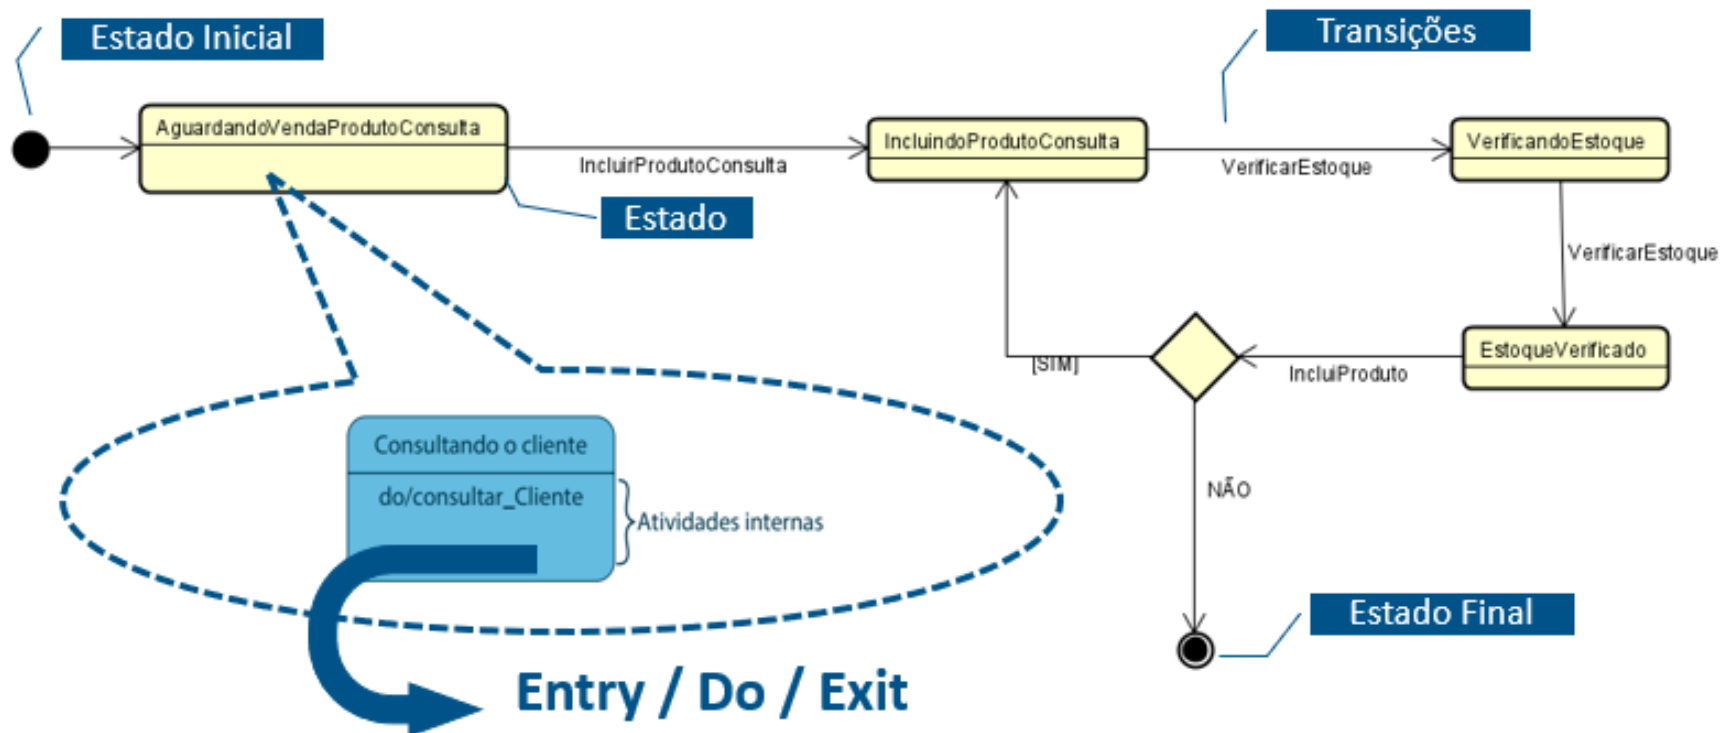 Estado Inicial
Transições
AguardandoVendaProdutoConsulta
IncluirProdutoConsulta
IncluindoProdutoConsulta
VerificarEstoque
VerificandoEstoque
Estado
VerificarEstoque
[SIM]
IncluiProduto
EstoqueVerificado
Consultando o cliente
do/consultar_Cliente
Atividades internas
NÃO
Estado Final
Entry / Do / Exit